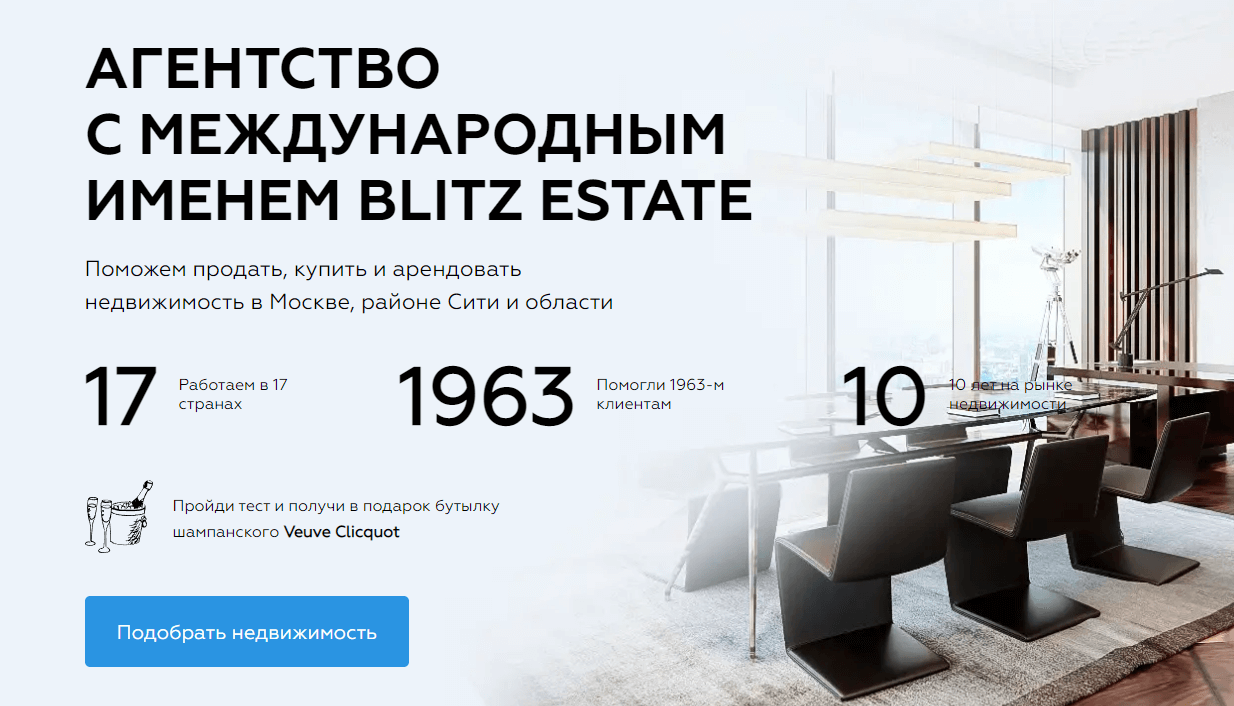 АГЕНТСТВО
С МЕЖДУНАРОДНЫМ
ИМЕНЕМ BLITZ ESTATE
Поможем продать, купить и арендовать
недвижимость в Москве, районе Сити и области
17
Работаем в 17
странах
1963
Помогли 1963-м
клиентам
10
10 лет на рынке
недвижимости
Пройди тест и получи в подарок бутылку
шампанского Veuve Clicquot
Подобрать недвижимость